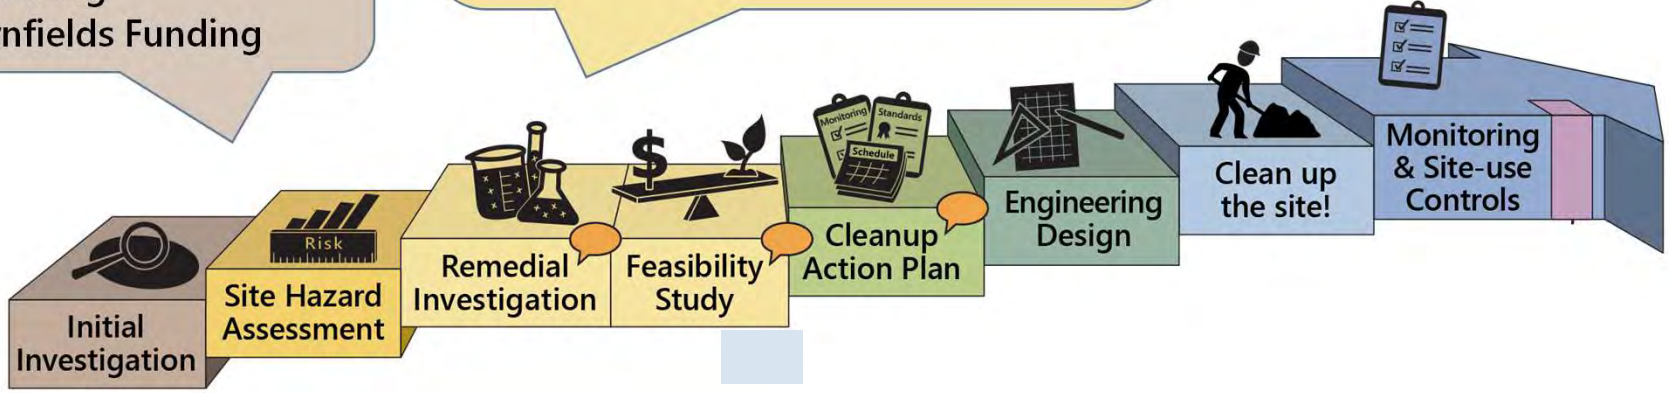 Funding
Initial
Investigation
Site Hazard
Assessment
Risk
Remedial
Investigation
$
Feasibility
Study
Monitoring
Standards
Schedule
Cleanup
Action Plan
Engineering
Design
Clean up
the site!
Monitoring
& Site-use
Controls